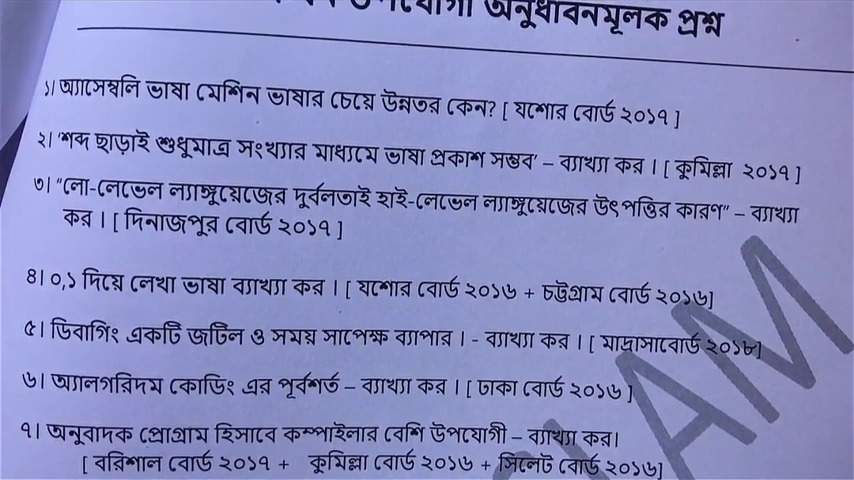 উপযোগী অনুধাবনমূলক প্রশ্ন
১। অ্যাসেম্বলি ভাষা মেশিন ভাষার চেয়ে উন্নতর কেন? [ যশোর বোর্ড ২০১৭ ]
২। ‘শব্দ ছাড়াই শুধুমাত্র সংখ্যার মাধ্যমে ভাষা প্রকাশ সম্ভব’ – ব্যাখ্যা কর । [ কুমিল্লা ২০১৭ ]
৩। “লো-লেভেল ল্যাঙ্গুয়েজের দুর্বলতাই হাই-লেভেল ল্যাঙ্গুয়েজের উৎপত্তির কারণ” – ব্যাখ্যা
কর । [ দিনাজপুর বোর্ড ২০১৭ ]
৪। ০,১ দিয়ে লেখা ভাষা ব্যাখ্যা কর । [ যশোর বোর্ড ২০১৬ + চট্টগ্রাম বোর্ড ২০১৬]
৫। ডিবাগিং একটি জটিল ও সময় সাপেক্ষ ব্যাপার । - ব্যাখ্যা কর । [ মাদ্রাসাবোর্ড ২০১৮]
৬। অ্যালগরিদম কোডিং এর পূর্বশর্ত – ব্যাখ্যা কর । [ ঢাকা বোর্ড ২০১৬ ]
৭। অনুবাদক প্রোগ্রাম হিসাবে কম্পাইলার বেশি উপযোগী – ব্যাখ্যা কর।
[ বরিশাল বোর্ড ২০১৭ + কুমিল্লা বোর্ড ২০১৬ + সিলেট বোর্ড ২০১৬]
LAM